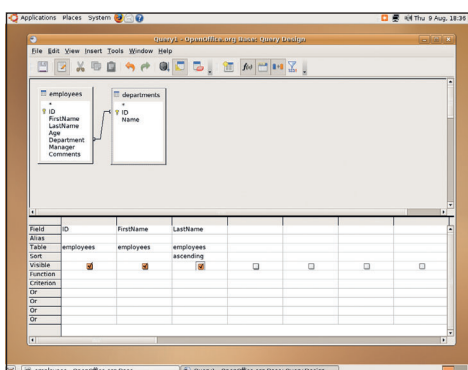 Applications Places System Thu 9 Aug, 18:36
Query1 - OpenOffice.org Base: Query Design
File Edit View Insert Tools Window Help
f(x)
employees
*
ID
FirstName
LastName
Age
Department
Manager
Comments
departments
*
ID
Name
Field ID FirstName LastName
Alias
Table employees employees employees
Sort ascending
Visible
Function
Criterion
Or
Or
Or
Or
employees - OpenOffice.org Base Query1 - OpenOffice.org Base: Query Design